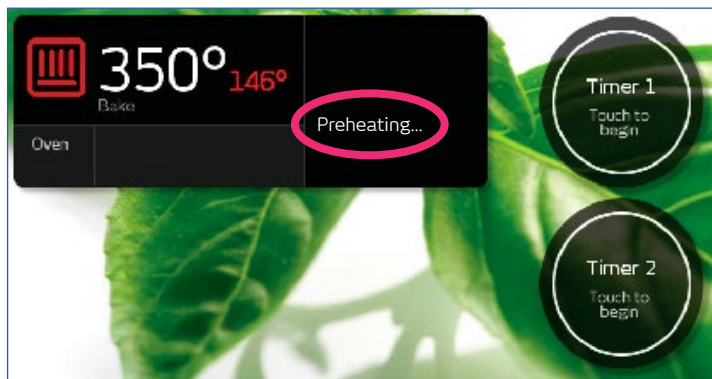 350° 146°
Bake
Preheating...
Oven
Timer 1
Touch to
begin
Timer 2
Touch to
begin